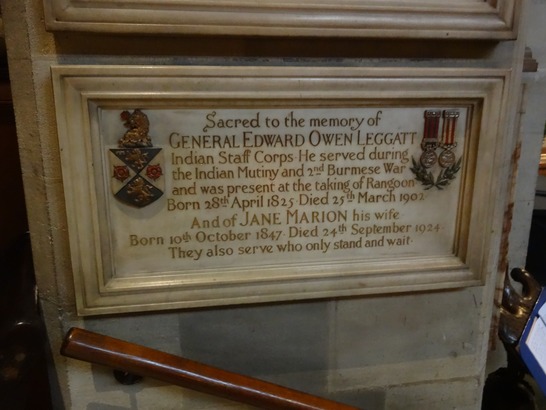 Sacred to the memory of
GENERAL EDWARD OWEN LEGGATT
Indian Staff Corps. He served during
the Indian Mutiny and 2nd Burmese War
and was present at the taking of Rangoon
Born 28th April 1825. Died 25th March 1902
And of JANE MARION his wife
Born 10th October 1847. Died 24th September 1924.
They also serve who only stand and wait.